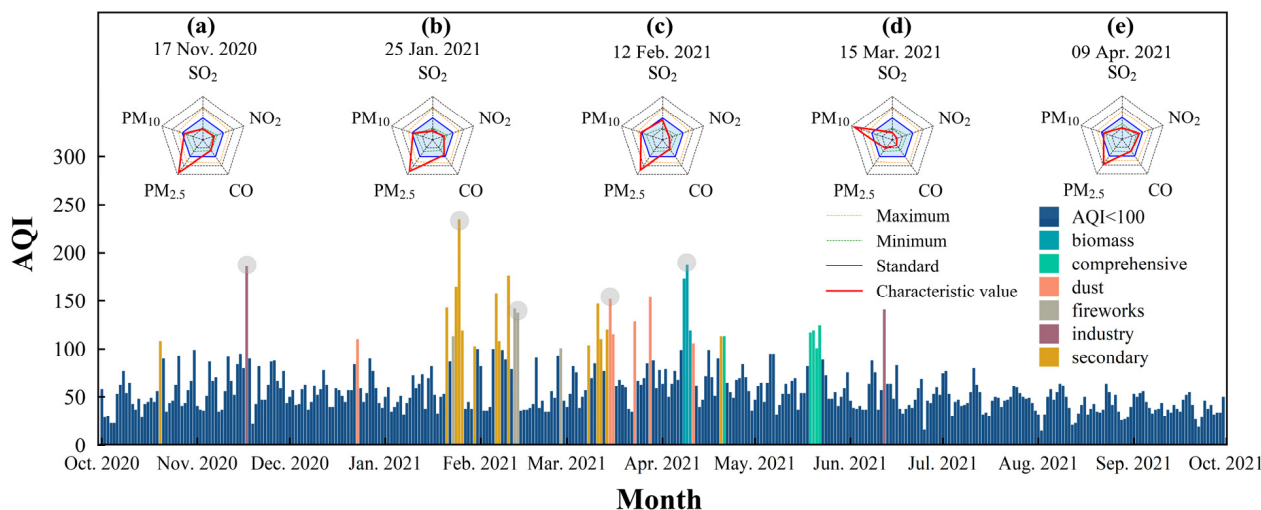 (a) (b) (c) (d) (e)
17 Nov. 2020 25 Jan. 2021 12 Feb. 2021 15 Mar. 2021 09 Apr. 2021
SO2 SO2 SO2 SO2 SO2
PM10 NO2 PM10 NO2 PM10 NO2 PM10 NO2 PM10 NO2
PM2.5 CO PM2.5 CO PM2.5 CO PM2.5 CO PM2.5 CO
AQI
300
250
200
150
100
50
0
Maximum
Minimum
Standard
Characteristic value
AQI<100
biomass
comprehensive
dust
fireworks
industry
secondary
Oct. 2020 Nov. 2020 Dec. 2020 Jan. 2021 Feb. 2021 Mar. 2021 Apr. 2021 May. 2021 Jun. 2021 Jul. 2021 Aug. 2021 Sep. 2021 Oct. 2021
Month